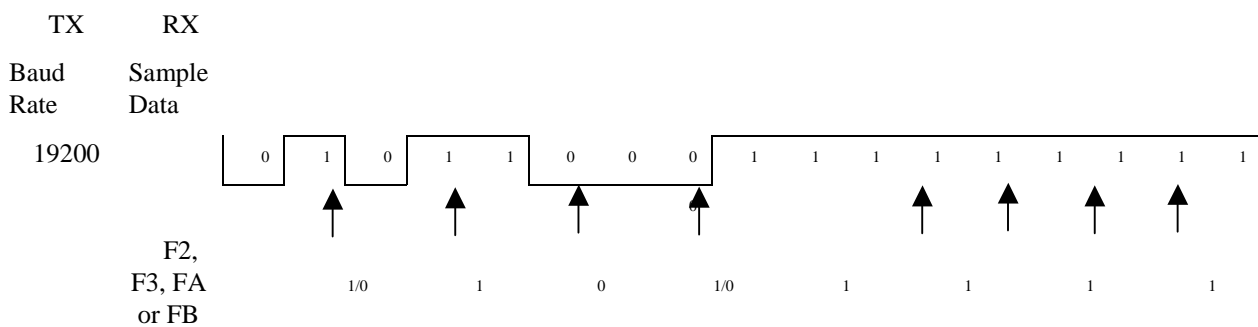 TX RX
Baud Sample
Rate Data
19200 0 1 0 1 1 0 0 0 1 1 1 1 1 1 1 1 1
F2,
F3, FA 1/0 1 0 1/0 1 1 1 1
or FB